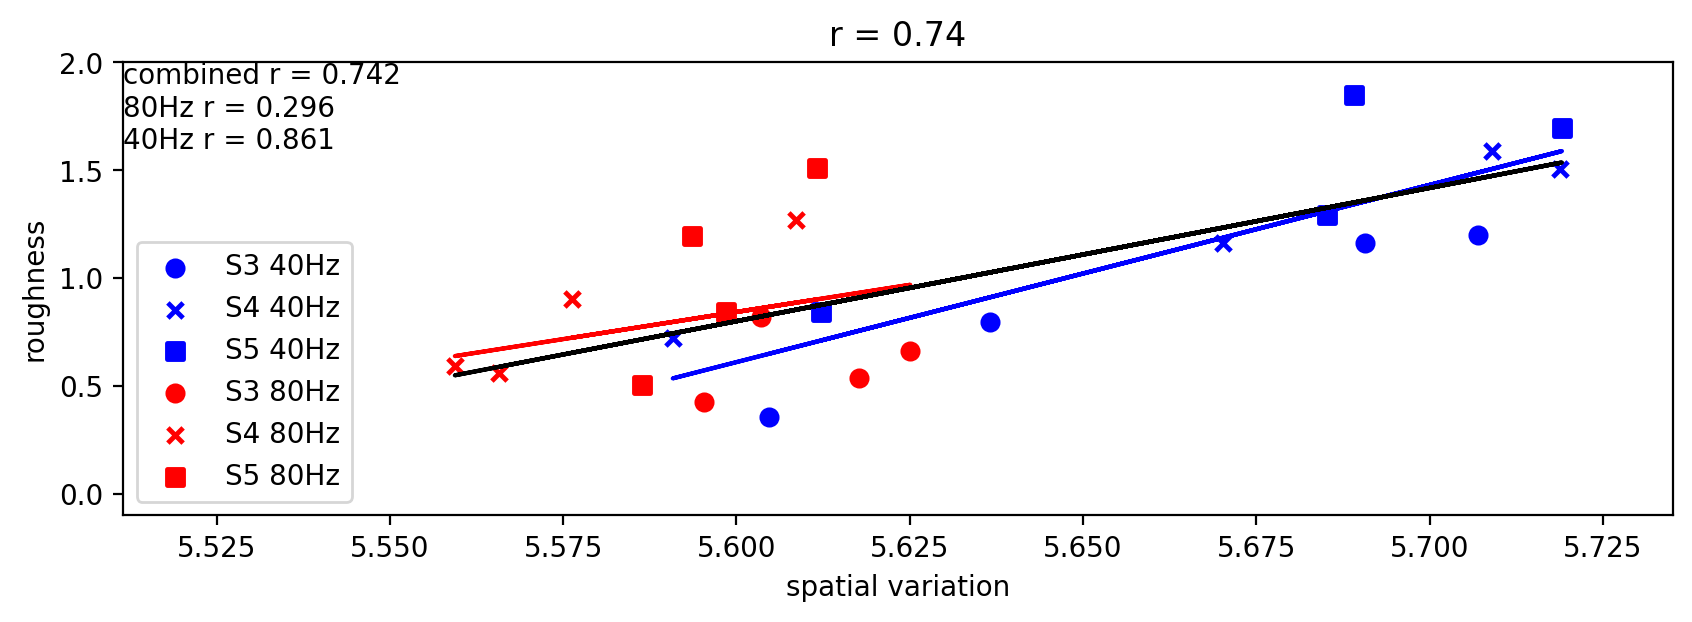 r = 0.74
combined r = 0.742
80Hz r = 0.296
40Hz r = 0.861
2.0
1.5
1.0
0.5
0.0
roughness
S3 40Hz
S4 40Hz
S5 40Hz
S3 80Hz
S4 80Hz
S5 80Hz
5.525 5.550 5.575 5.600 5.625 5.650 5.675 5.700 5.725
spatial variation